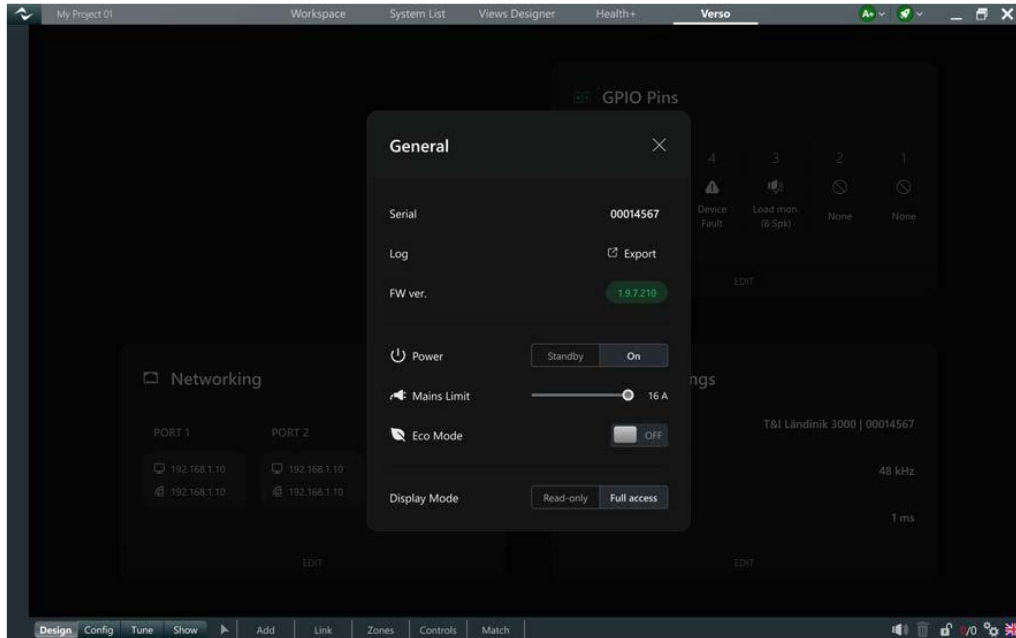 My Project 01 Workspace System List Views Designer Health+ Verso A+
GPIO Pins
General
4 3 2 1
Serial 00014567
Device Fault
Load mon. (8 Spk)
None
None
Log Export
FW ver. 1.9.7.210
EDIT
Power Standby On
Networking
Mains Limit 16 A
ngs
Eco Mode OFF
PORT 1 PORT 2
T&I Ländinik 3000 | 00014567
192.168.1.10 192.168.1.10
48 kHz
192.168.1.10 192.168.1.10
Display Mode Read-only Full access
1 ms
EDIT EDIT
Design Config Tune Show Add Link Zones Controls Match 0/0